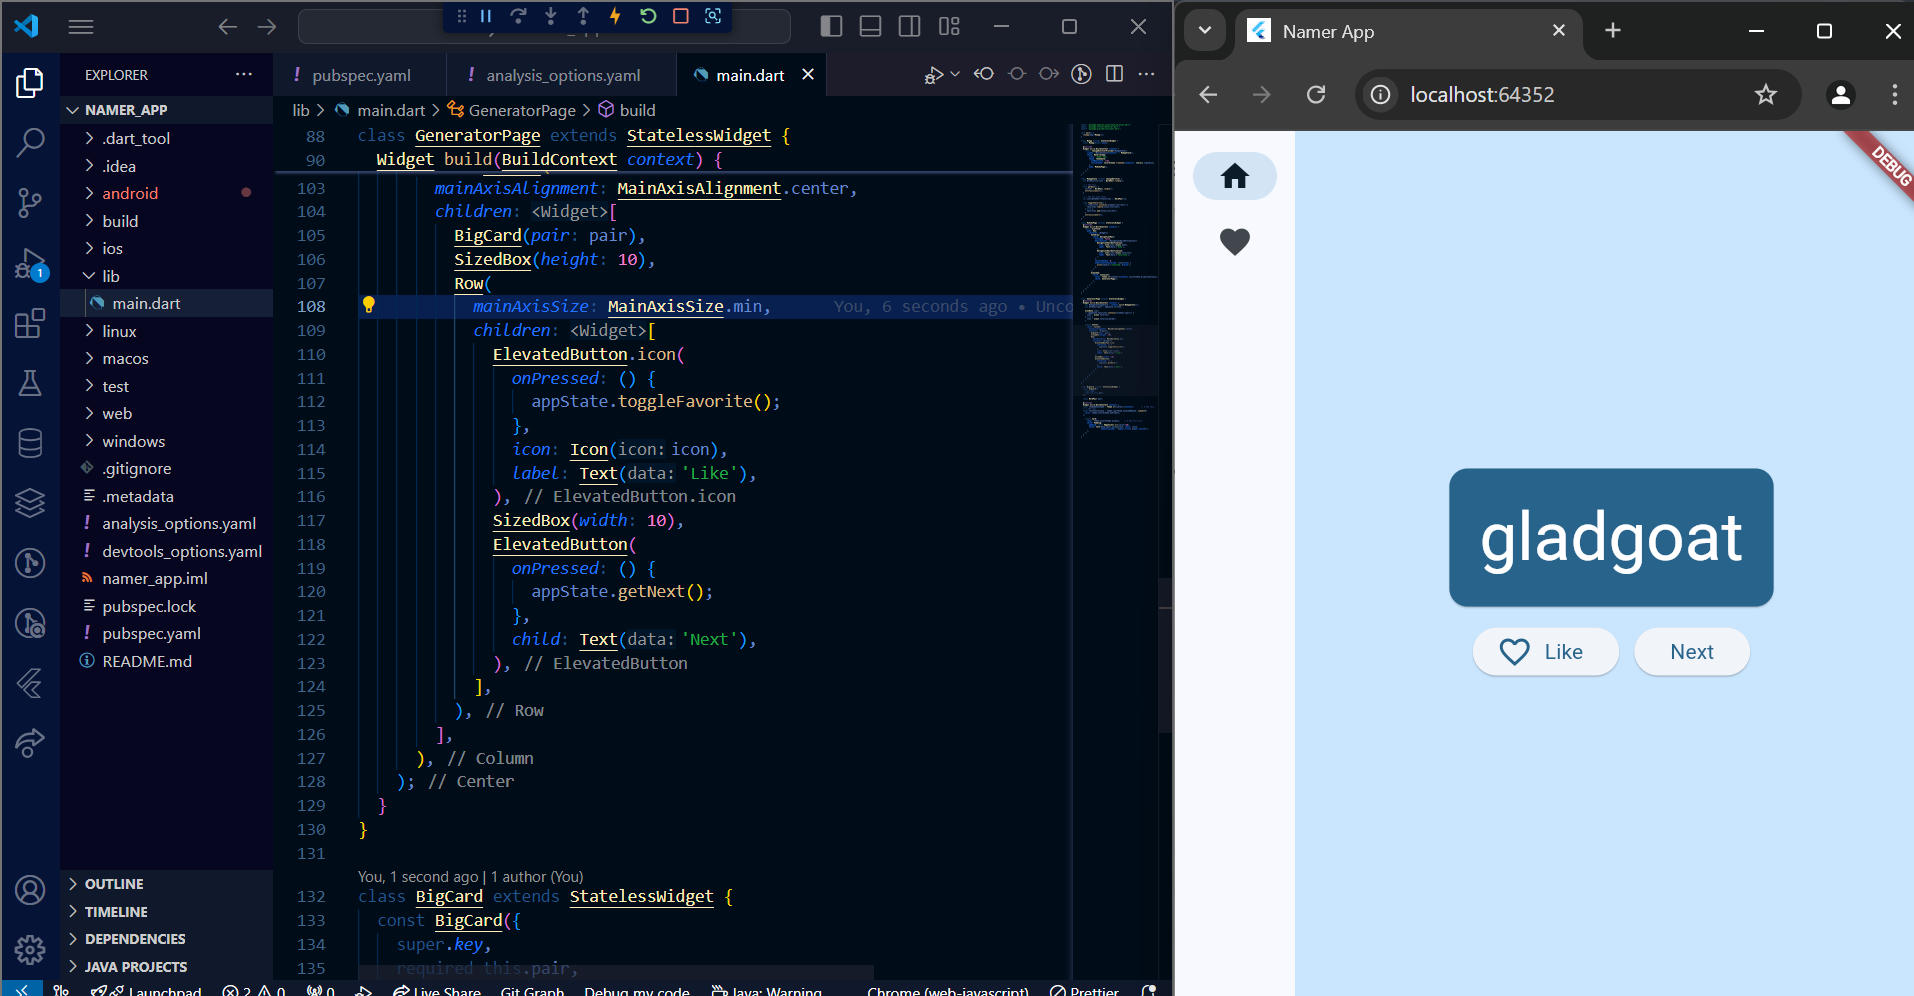 EXPLORER
NAMER_APP
.dart_tool
.idea
android
build
ios
lib
main.dart
linux
macos
test
web
windows
.gitignore
.metadata
analysis_options.yaml
devtools_options.yaml
namer_app.iml
pubspec.lock
pubspec.yaml
README.md
OUTLINE
TIMELINE
DEPENDENCIES
JAVA PROJECTS
1
pubspec.yaml
analysis_options.yaml
main.dart
lib > main.dart > GeneratorPage > build
88 class GeneratorPage extends StatelessWidget {
90 Widget build(BuildContext context) {
103 mainAxisAlignment: MainAxisAlignment.center,
104 children: <Widget>[
105 BigCard(pair: pair),
106 SizedBox(height: 10),
107 Row(
108 mainAxisSize: MainAxisSize.min, You, 6 seconds ago • Unco
109 children: <Widget>[
110 ElevatedButton.icon(
111 onPressed: () {
112 appState.toggleFavorite();
113 },
114 icon: Icon(icon: icon),
115 label: Text(data: 'Like'),
116 ), // ElevatedButton.icon
117 SizedBox(width: 10),
118 ElevatedButton(
119 onPressed: () {
120 appState.getNext();
121 },
122 child: Text(data: 'Next'),
123 ), // ElevatedButton
124 ],
125 ), // Row
126 ],
127 ), // Column
128 ); // Center
129 }
130 }
131
You, 1 second ago | 1 author (You)
132 class BigCard extends StatelessWidget {
133 const BigCard({
134 super.key,
135 required this.pair,
Launchpad 2 0 0 Live Share Git Graph Debug my code Java: Warning Chrome (web-javascript) Prettier
Namer App
localhost:64352
DEBUG
gladgoat
Like
Next